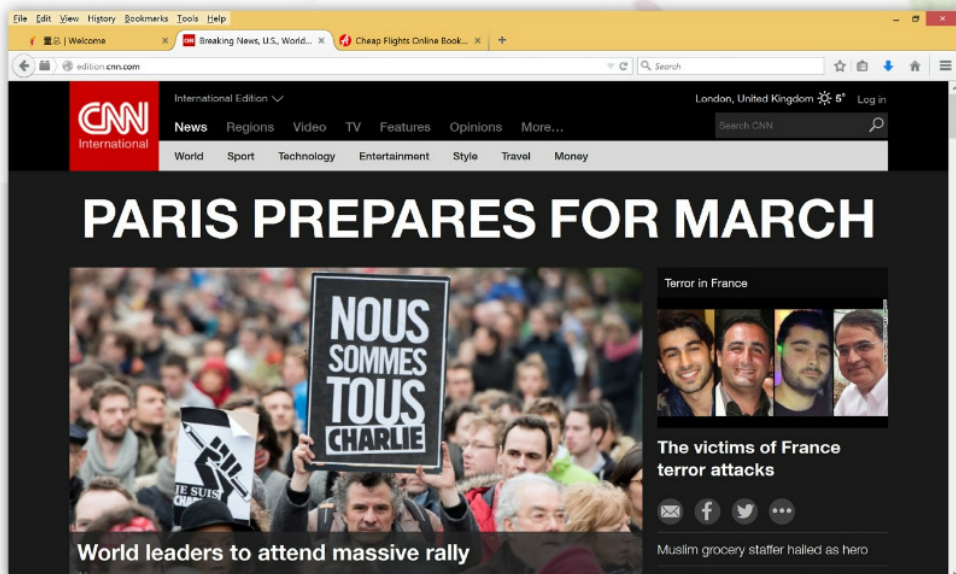 File Edit View History Bookmarks Tools Help
| Welcome × Breaking News, U.S., World... × Cheap Flights Online Book... × +
edition.cnn.com Search
International Edition London, United Kingdom 5° Log in
CNN
International
News Regions Video TV Features Opinions More... Search CNN
World Sport Technology Entertainment Style Travel Money
PARIS PREPARES FOR MARCH
Terror in France
NOUS
SOMMES
TOUS
CHARLIE
JE SUIS
The victims of France
terror attacks
World leaders to attend massive rally
Muslim grocery staffer hailed as hero